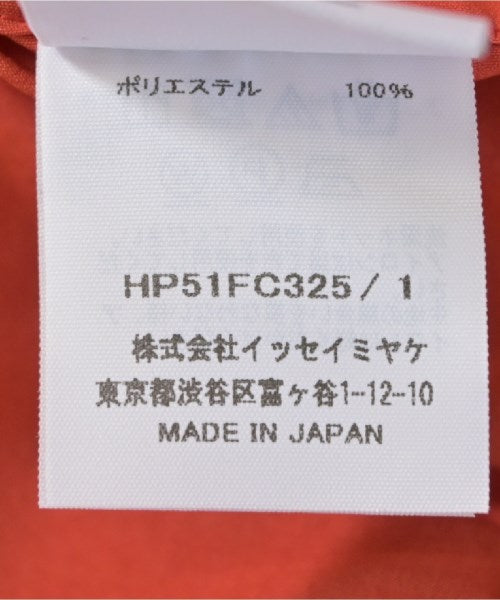 ポリエステル 100%
HP51FC325 / 1
株式会社イッセイミヤケ
東京都渋谷区富ヶ谷1-12-10
MADE IN JAPAN